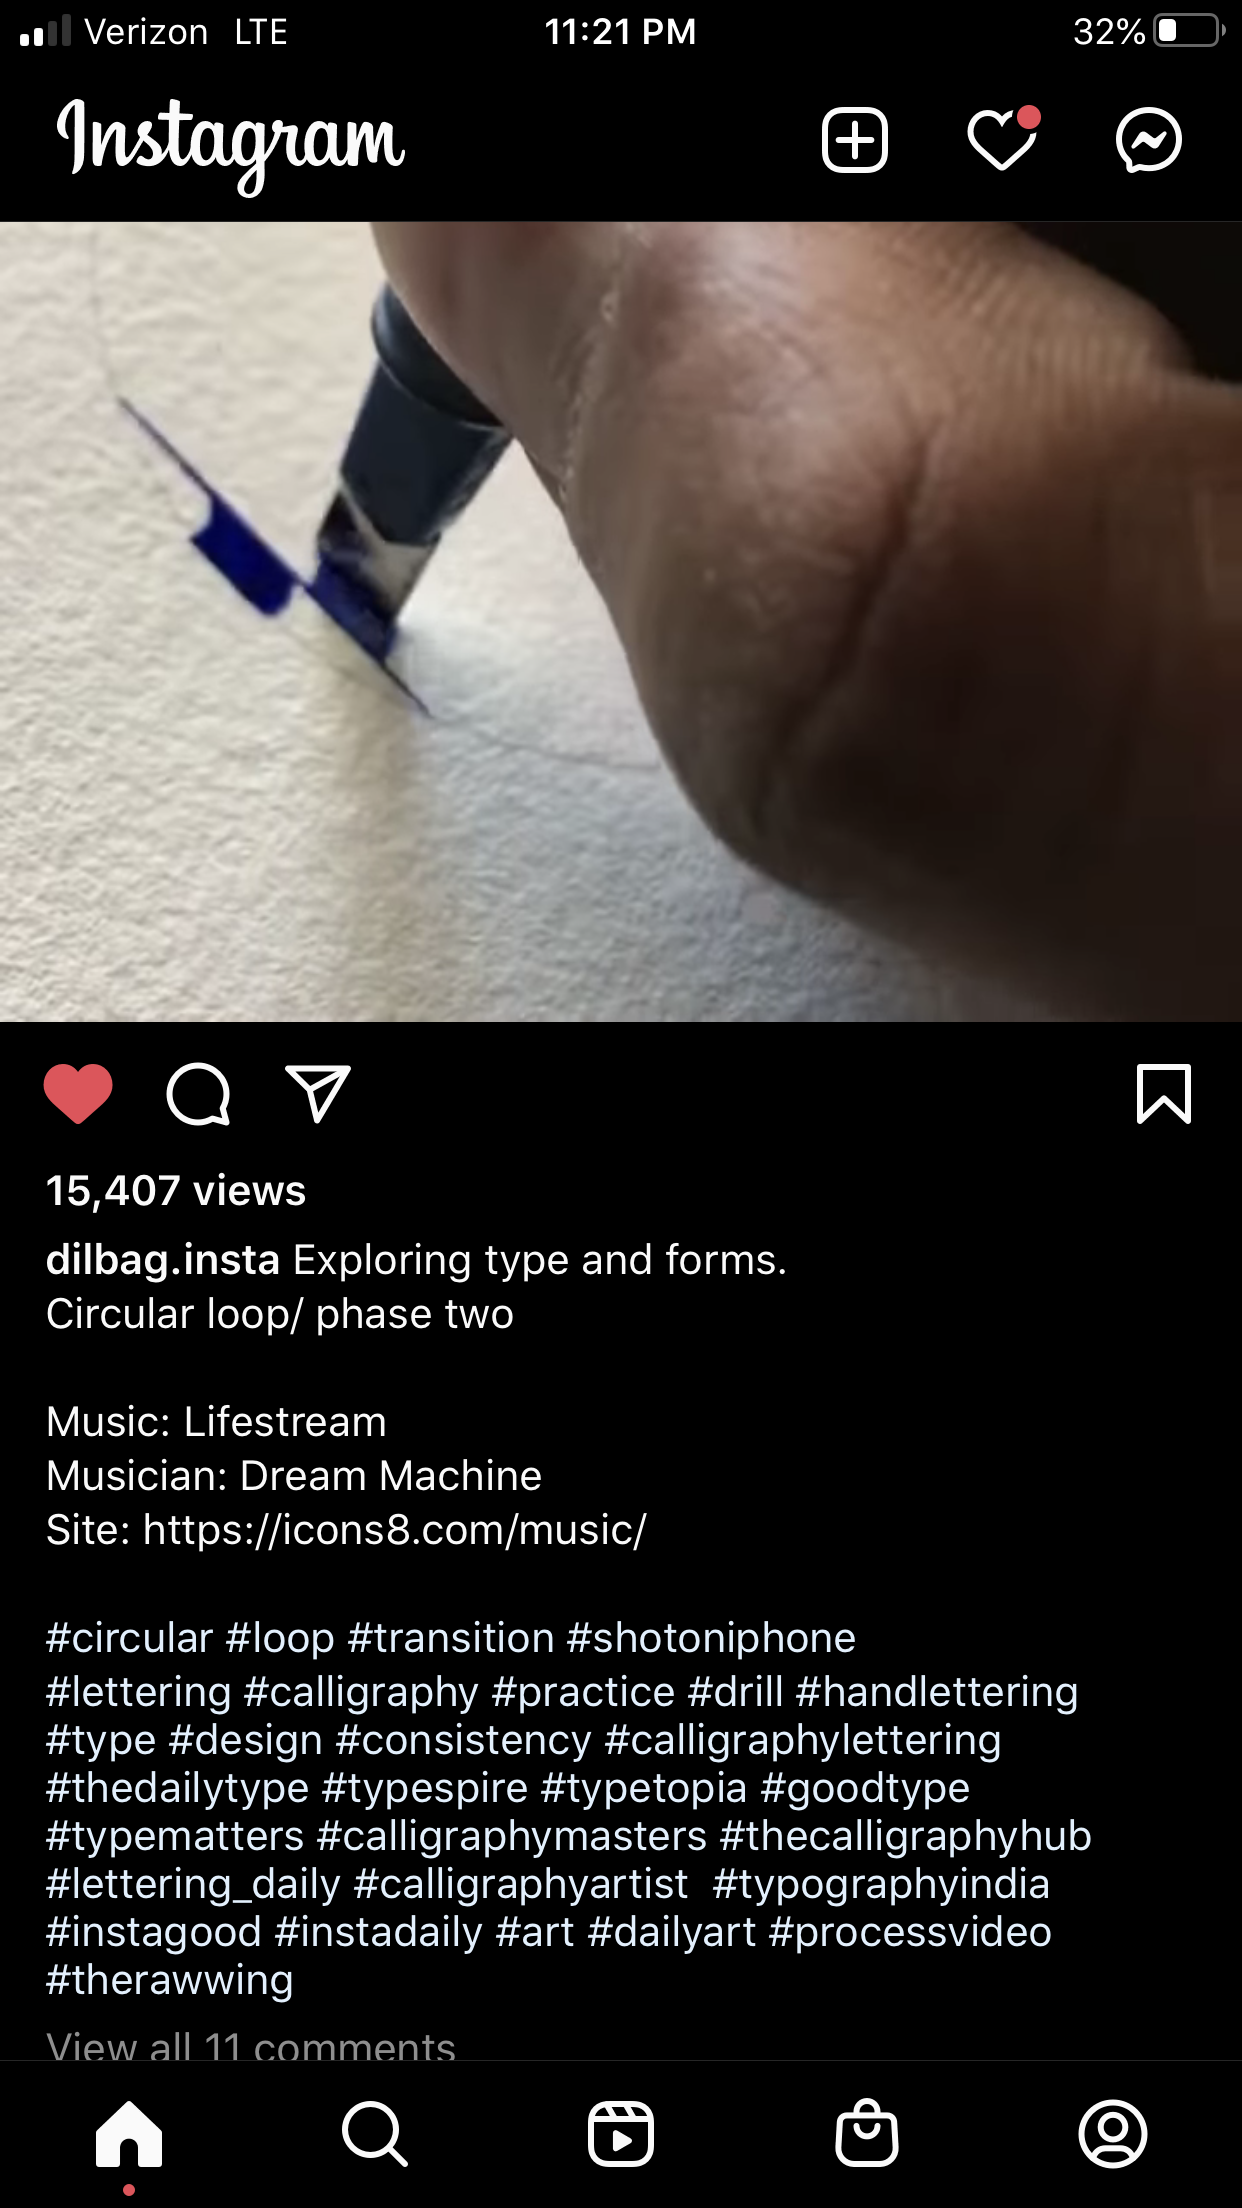 Verizon LTE 11:21 PM 32%
Instagram
15,407 views
dilbag.insta Exploring type and forms.
Circular loop/ phase two
Music: Lifestream
Musician: Dream Machine
Site: https://icons8.com/music/
#circular #loop #transition #shotoniphone
#lettering #calligraphy #practice #drill #handlettering
#type #design #consistency #calligraphylettering
#thedailytype #typespire #typetopia #goodtype
#typematters #calligraphymasters #thecalligraphyhub
#lettering_daily #calligraphyartist #typographyindia
#instagood #instadaily #art #dailyart #processvideo
#therawwing
View all 11 comments